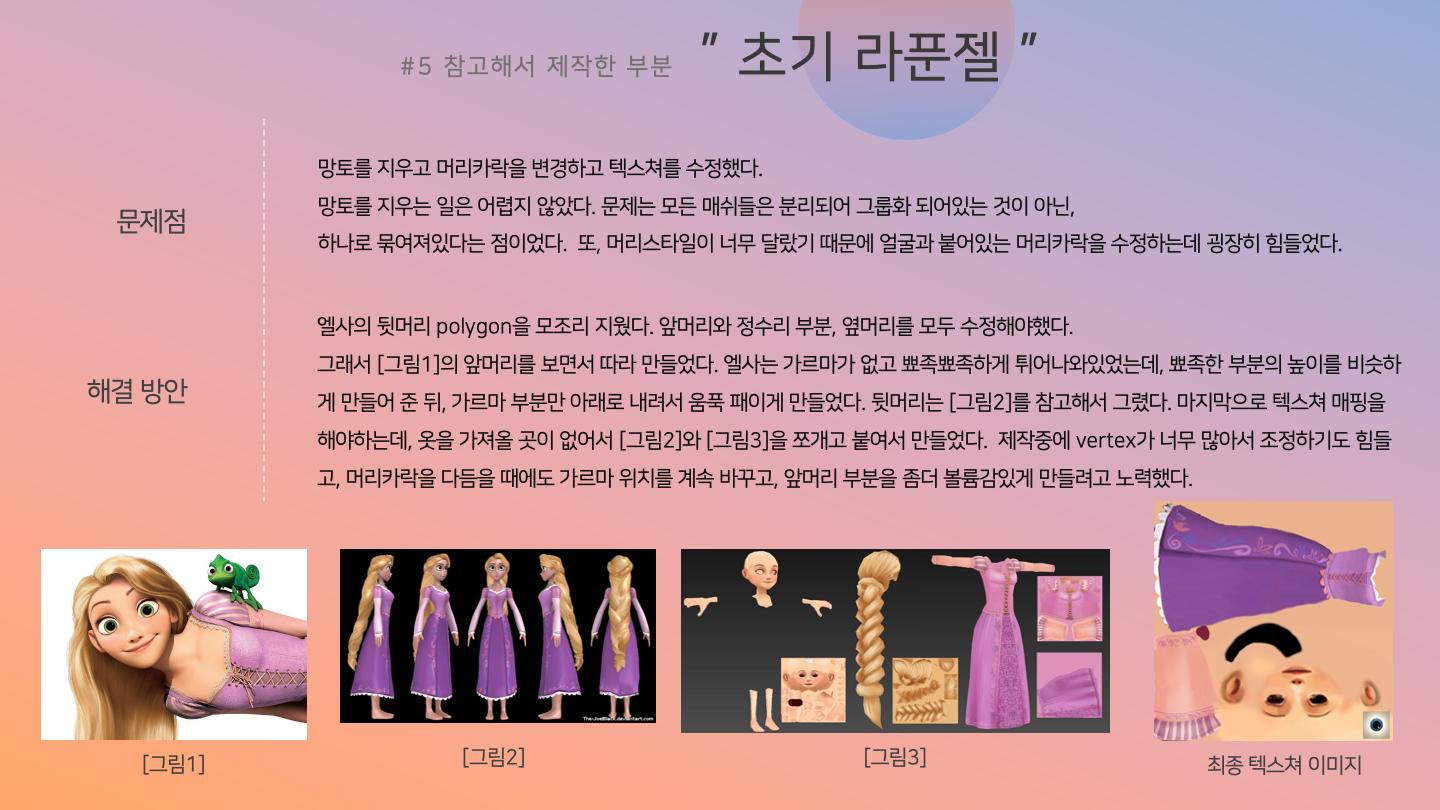 #5 참고해서 제작한 부분 " 초기 라푼젤 "
문제점
망토를 지우고 머리카락을 변경하고 텍스쳐를 수정했다.
망토를 지우는 일은 어렵지 않았다. 문제는 모든 매쉬들은 분리되어 그룹화 되어있는 것이 아닌,
하나로 묶여져있다는 점이었다. 또, 머리스타일이 너무 달랐기 때문에 얼굴과 붙어있는 머리카락을 수정하는데 굉장히 힘들었다.
해결 방안
엘사의 뒷머리 polygon을 모조리 지웠다. 앞머리와 정수리 부분, 옆머리를 모두 수정해야했다.
그래서 [그림1]의 앞머리를 보면서 따라 만들었다. 엘사는 가르마가 없고 뾰족뾰족하게 튀어나와있었는데, 뾰족한 부분의 높이를 비슷하
게 만들어 준 뒤, 가르마 부분만 아래로 내려서 움푹 패이게 만들었다. 뒷머리는 [그림2]를 참고해서 그렸다. 마지막으로 텍스쳐 매핑을
해야하는데, 옷을 가져올 곳이 없어서 [그림2]와 [그림3]을 쪼개고 붙여서 만들었다. 제작중에 vertex가 너무 많아서 조정하기도 힘들
고, 머리카락을 다듬을 때에도 가르마 위치를 계속 바꾸고, 앞머리 부분을 좀더 볼륨감있게 만들려고 노력했다.
The-JoeBlack.deviantart.com
[그림1]
[그림2]
[그림3]
최종 텍스쳐 이미지